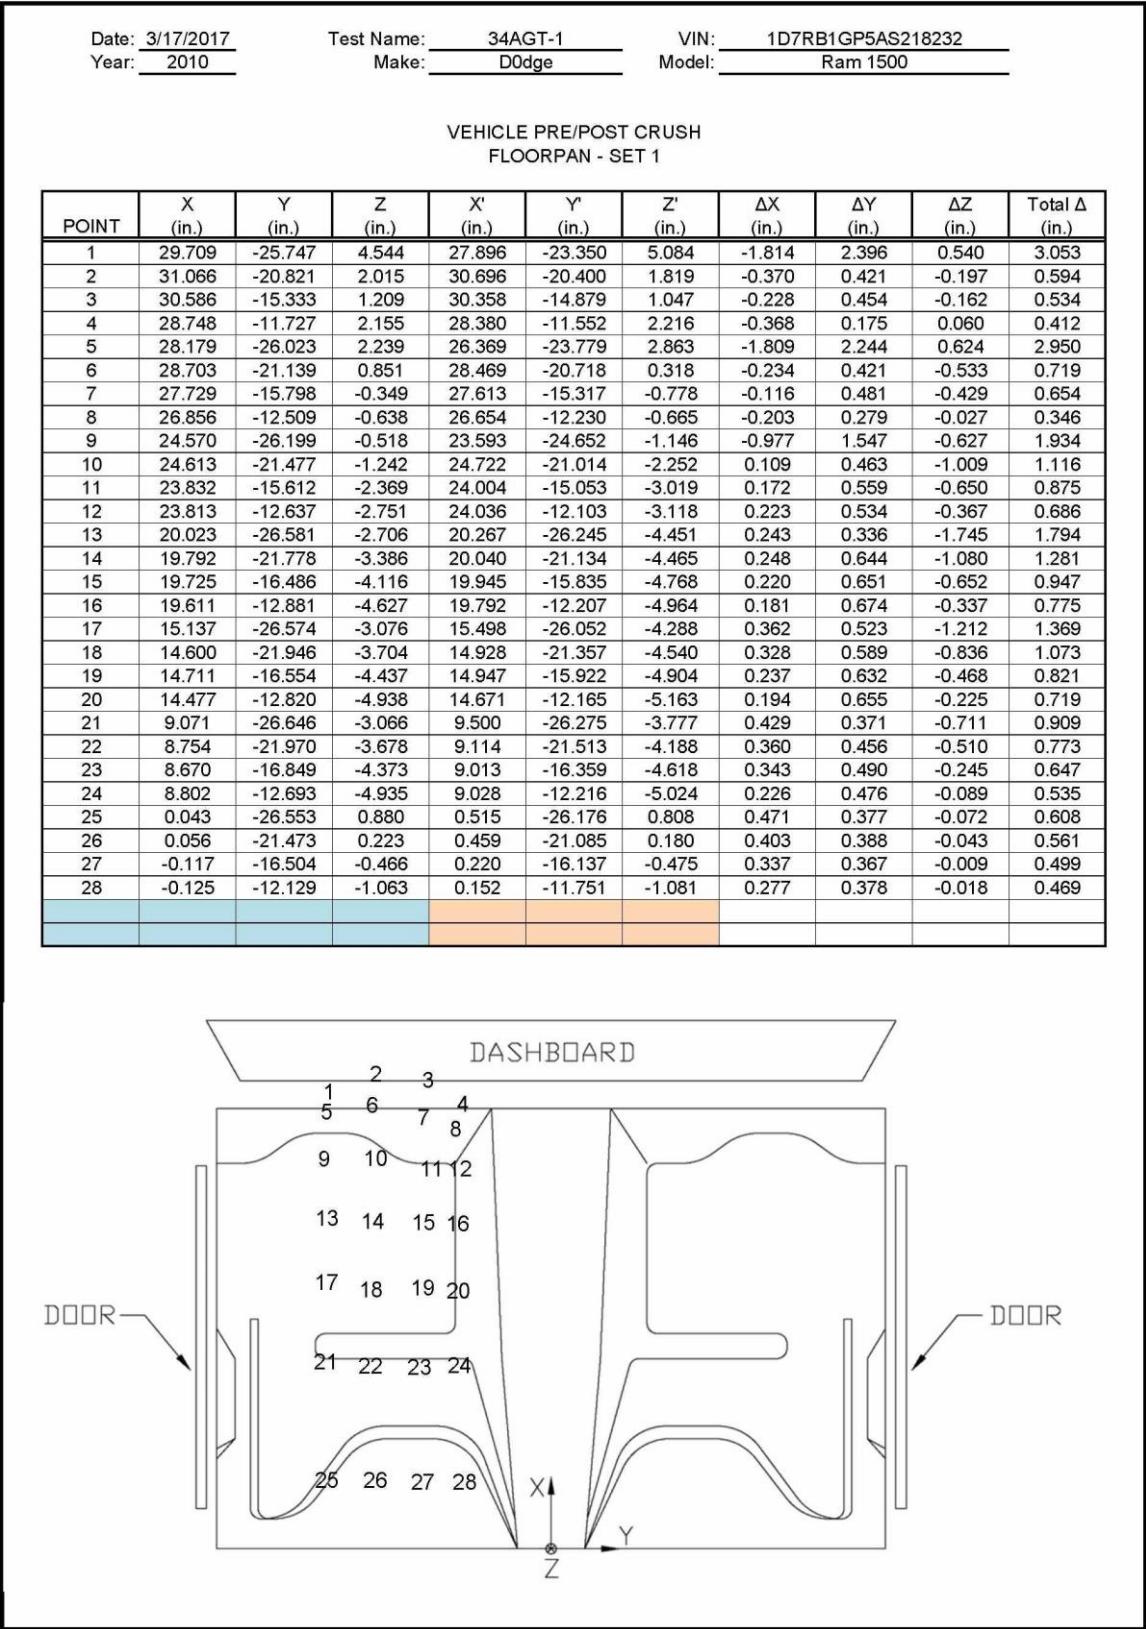 Date: 3/17/2017 Test Name: 34AGT-1 VIN: 1D7RB1GP5AS218232
Year: 2010 Make: D0dge Model: Ram 1500
VEHICLE PRE/POST CRUSH
FLOORPAN - SET 1
POINT X (in.) Y (in.) Z (in.) X' (in.) Y' (in.) Z' (in.) ΔX (in.) ΔY (in.) ΔZ (in.) Total Δ (in.)
1 29.709 -25.747 4.544 27.896 -23.350 5.084 -1.814 2.396 0.540 3.053
2 31.066 -20.821 2.015 30.696 -20.400 1.819 -0.370 0.421 -0.197 0.594
3 30.586 -15.333 1.209 30.358 -14.879 1.047 -0.228 0.454 -0.162 0.534
4 28.748 -11.727 2.155 28.380 -11.552 2.216 -0.368 0.175 0.060 0.412
5 28.179 -26.023 2.239 26.369 -23.779 2.863 -1.809 2.244 0.624 2.950
6 28.703 -21.139 0.851 28.469 -20.718 0.318 -0.234 0.421 -0.533 0.719
7 27.729 -15.798 -0.349 27.613 -15.317 -0.778 -0.116 0.481 -0.429 0.654
8 26.856 -12.509 -0.638 26.654 -12.230 -0.665 -0.203 0.279 -0.027 0.346
9 24.570 -26.199 -0.518 23.593 -24.652 -1.146 -0.977 1.547 -0.627 1.934
10 24.613 -21.477 -1.242 24.722 -21.014 -2.252 0.109 0.463 -1.009 1.116
11 23.832 -15.612 -2.369 24.004 -15.053 -3.019 0.172 0.559 -0.650 0.875
12 23.813 -12.637 -2.751 24.036 -12.103 -3.118 0.223 0.534 -0.367 0.686
13 20.023 -26.581 -2.706 20.267 -26.245 -4.451 0.243 0.336 -1.745 1.794
14 19.792 -21.778 -3.386 20.040 -21.134 -4.465 0.248 0.644 -1.080 1.281
15 19.725 -16.486 -4.116 19.945 -15.835 -4.768 0.220 0.651 -0.652 0.947
16 19.611 -12.881 -4.627 19.792 -12.207 -4.964 0.181 0.674 -0.337 0.775
17 15.137 -26.574 -3.076 15.498 -26.052 -4.288 0.362 0.523 -1.212 1.369
18 14.600 -21.946 -3.704 14.928 -21.357 -4.540 0.328 0.589 -0.836 1.073
19 14.711 -16.554 -4.437 14.947 -15.922 -4.904 0.237 0.632 -0.468 0.821
20 14.477 -12.820 -4.938 14.671 -12.165 -5.163 0.194 0.655 -0.225 0.719
21 9.071 -26.646 -3.066 9.500 -26.275 -3.777 0.429 0.371 -0.711 0.909
22 8.754 -21.970 -3.678 9.114 -21.513 -4.188 0.360 0.456 -0.510 0.773
23 8.670 -16.849 -4.373 9.013 -16.359 -4.618 0.343 0.490 -0.245 0.647
24 8.802 -12.693 -4.935 9.028 -12.216 -5.024 0.226 0.476 -0.089 0.535
25 0.043 -26.553 0.880 0.515 -26.176 0.808 0.471 0.377 -0.072 0.608
26 0.056 -21.473 0.223 0.459 -21.085 0.180 0.403 0.388 -0.043 0.561
27 -0.117 -16.504 -0.466 0.220 -16.137 -0.475 0.337 0.367 -0.009 0.499
28 -0.125 -12.129 -1.063 0.152 -11.751 -1.081 0.277 0.378 -0.018 0.469
DASHBOARD
1 2 3 4
5 6 7 8
9 10 11 12
13 14 15 16
17 18 19 20
DOOR DOOR
21 22 23 24
25 26 27 28
X
Y
Z